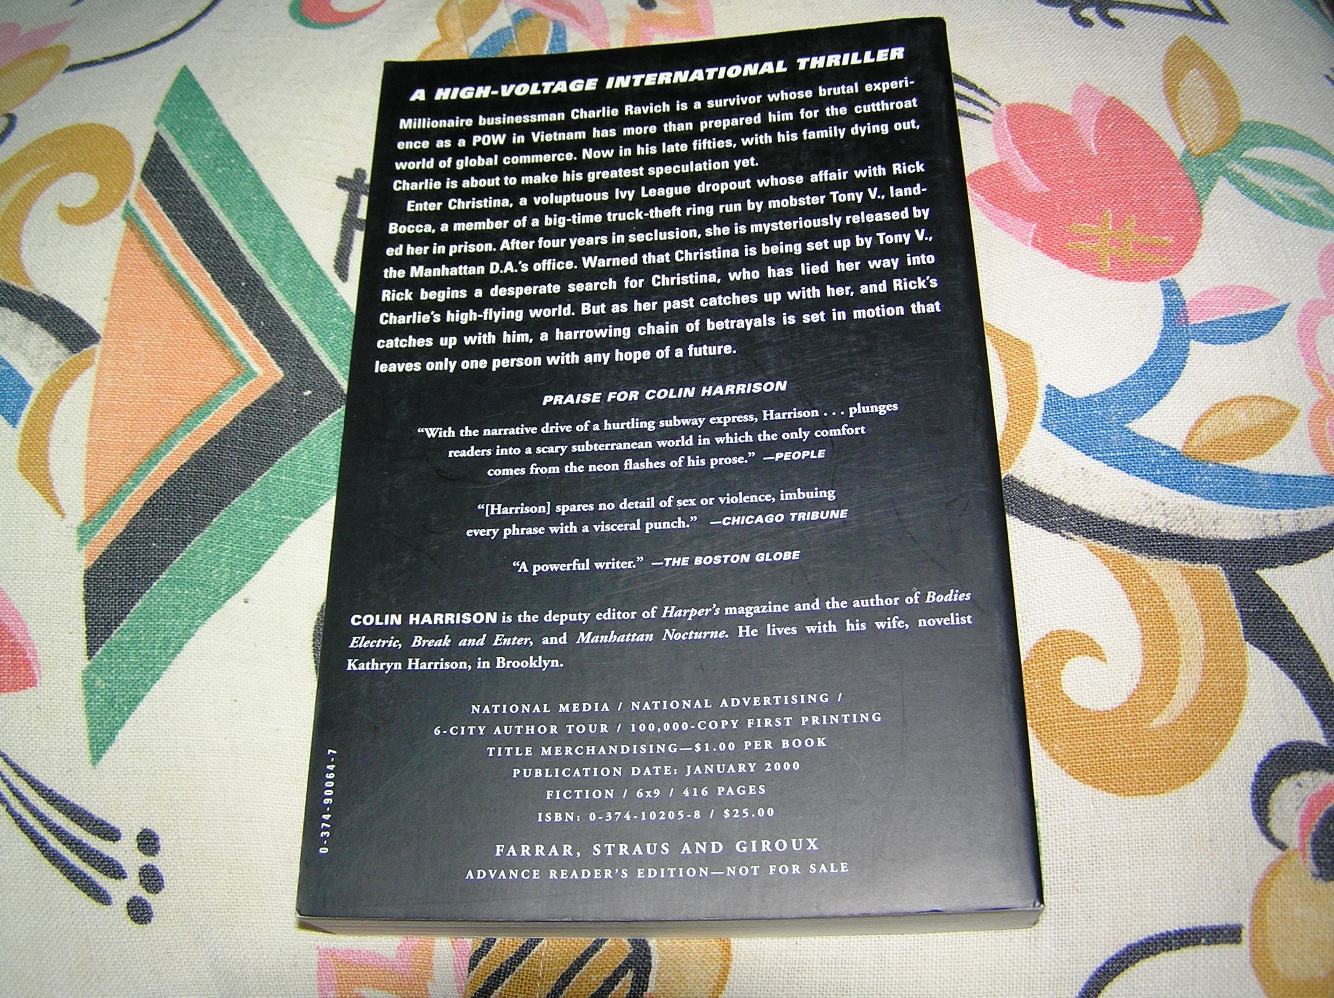 A HIGH-VOLTAGE INTERNATIONAL THRILLER
Millionaire businessman Charlie Ravich is a survivor whose brutal experi-
ence as a POW in Vietnam has more than prepared him for the cutthroat
world of global commerce. Now in his late fifties, with his family dying out,
Charlie is about to make his greatest speculation yet.
Enter Christina, a voluptuous Ivy League dropout whose affair with Rick
Bocca, a member of a big-time truck-theft ring run by mobster Tony V., land-
ed her in prison. After four years in seclusion, she is mysteriously released by
the Manhattan D.A.'s office. Warned that Christina is being set up by Tony V.,
Rick begins a desperate search for Christina, who has lied her way into
Charlie's high-flying world. But as her past catches up with her, and Rick's
catches up with him, a harrowing chain of betrayals is set in motion that
leaves only one person with any hope of a future.
PRAISE FOR COLIN HARRISON
“With the narrative drive of a hurtling subway express, Harrison . . . plunges
readers into a scary subterranean world in which the only comfort
comes from the neon flashes of his prose.” —PEOPLE
“[Harrison] spares no detail of sex or violence, imbuing
every phrase with a visceral punch.” —CHICAGO TRIBUNE
“A powerful writer.” —THE BOSTON GLOBE
COLIN HARRISON is the deputy editor of Harper's magazine and the author of Bodies
Electric, Break and Enter, and Manhattan Nocturne. He lives with his wife, novelist
Kathryn Harrison, in Brooklyn.
NATIONAL MEDIA / NATIONAL ADVERTISING /
6-CITY AUTHOR TOUR / 100,000-COPY FIRST PRINTING
TITLE MERCHANDISING—$1.00 PER BOOK
PUBLICATION DATE: JANUARY 2000
FICTION / 6x9 / 416 PAGES
ISBN: 0-374-10205-8 / $25.00
FARRAR, STRAUS AND GIROUX
ADVANCE READER'S EDITION—NOT FOR SALE
0-374-90064-7